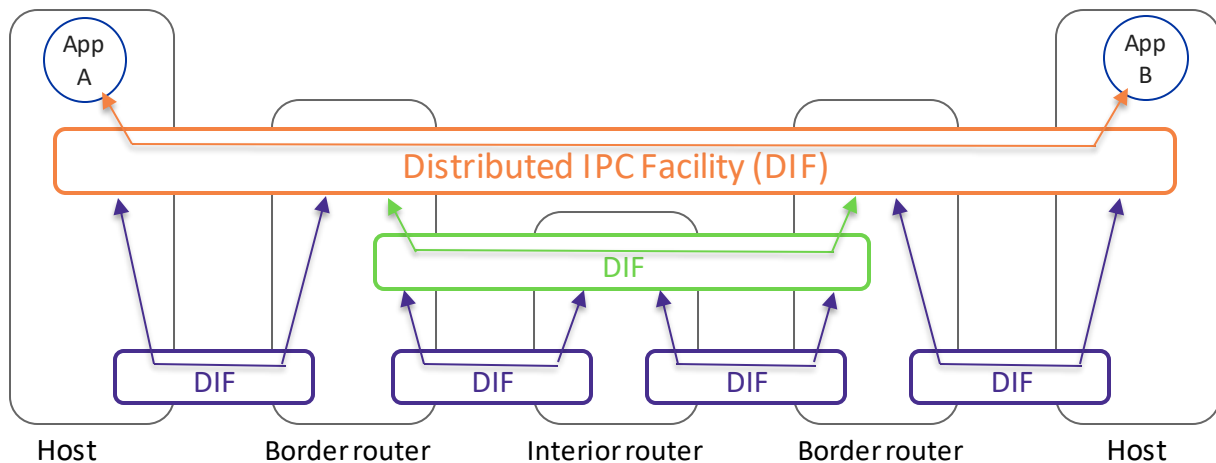 App
A
App
B
Distributed IPC Facility (DIF)
DIF
DIF
DIF
DIF
DIF
Host
Border router
Interior router
Border router
Host